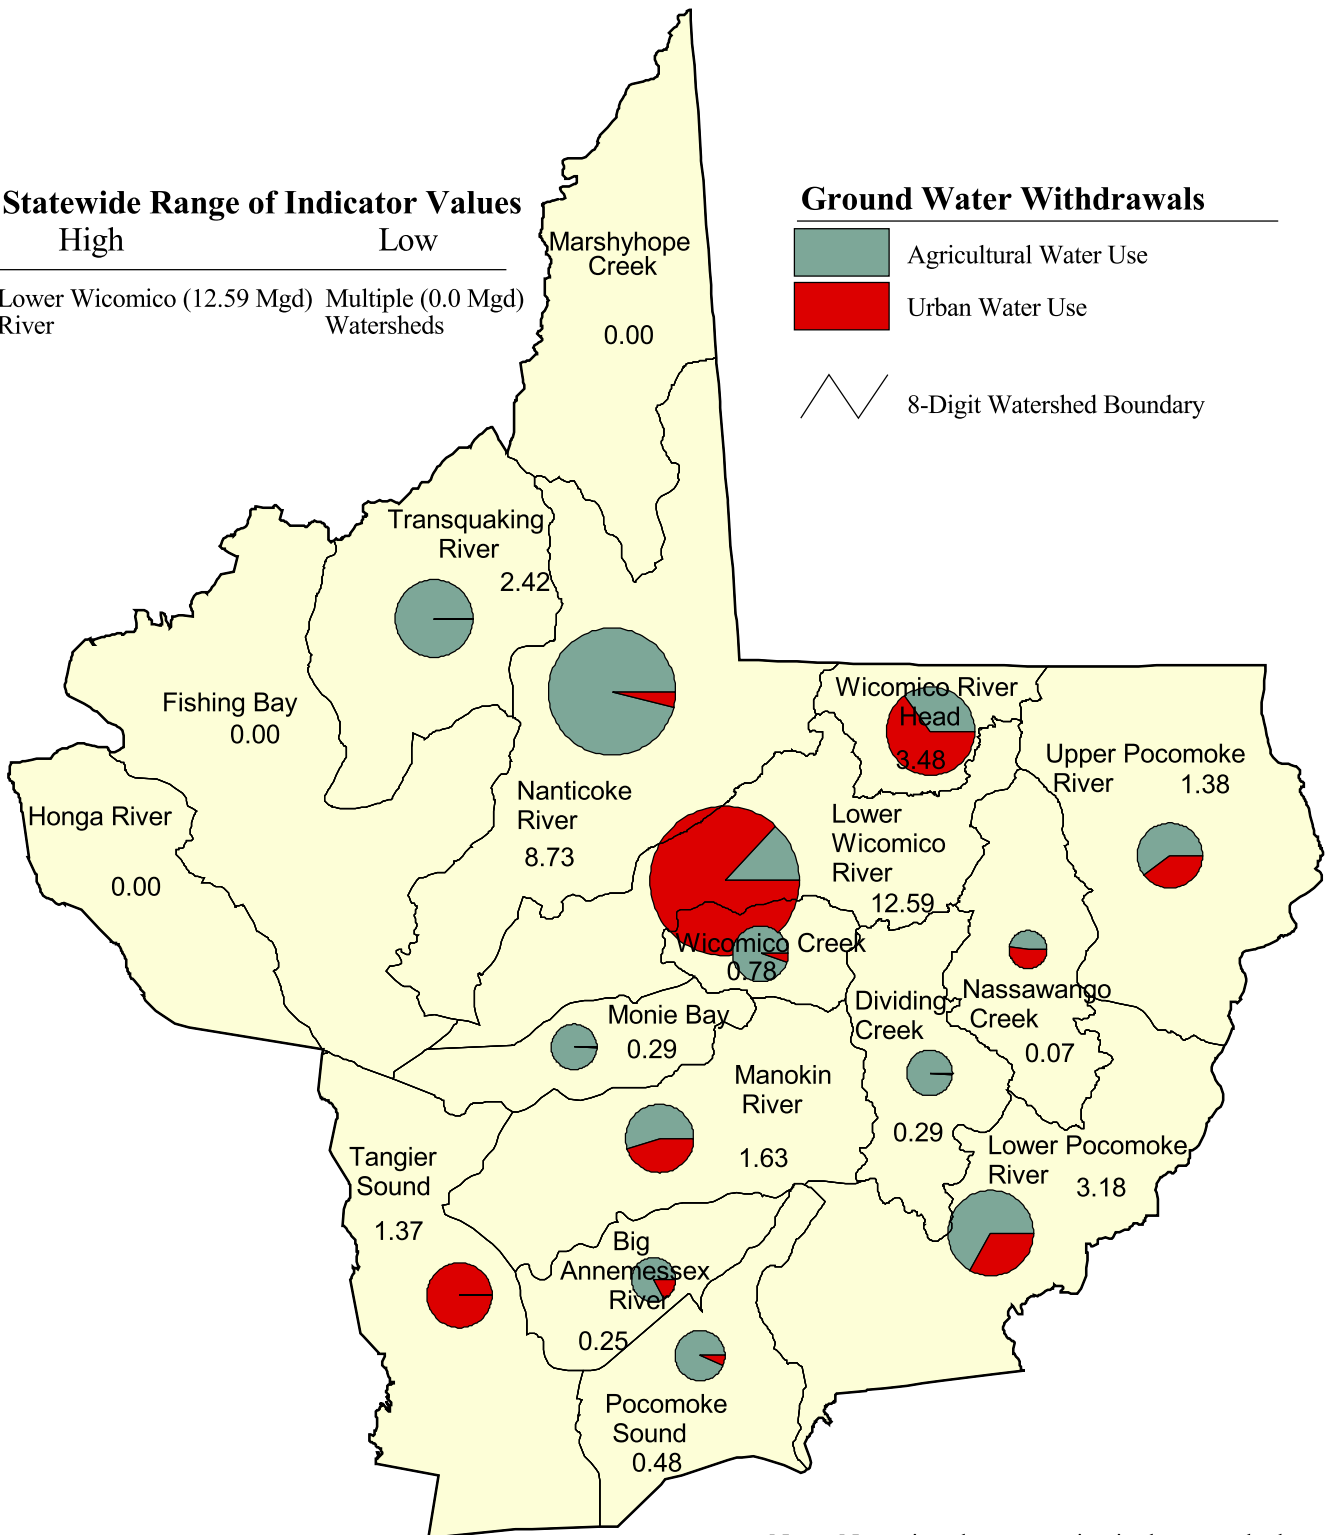 Statewide Range of Indicator Values
High Low
Lower Wicomico (12.59 Mgd) Multiple (0.0 Mgd)
River Watersheds
Ground Water Withdrawals
Agricultural Water Use
Urban Water Use
8-Digit Watershed Boundary
Marshyhope
Creek
0.00
Transquaking
River
2.42
Fishing Bay
0.00
Honga River
0.00
Nanticoke
River
8.73
Wicomico River
Head
3.48
Upper Pocomoke
River 1.38
Lower
Wicomico
River
12.59
Wicomico Creek
0.78
Nassawango
Creek
0.07
Dividing
Creek
0.29
Monie Bay
0.29
Manokin
River
1.63
Lower Pocomoke
River 3.18
Tangier
Sound
1.37
Big
Annemessex
River
0.25
Pocomoke
Sound
0.48